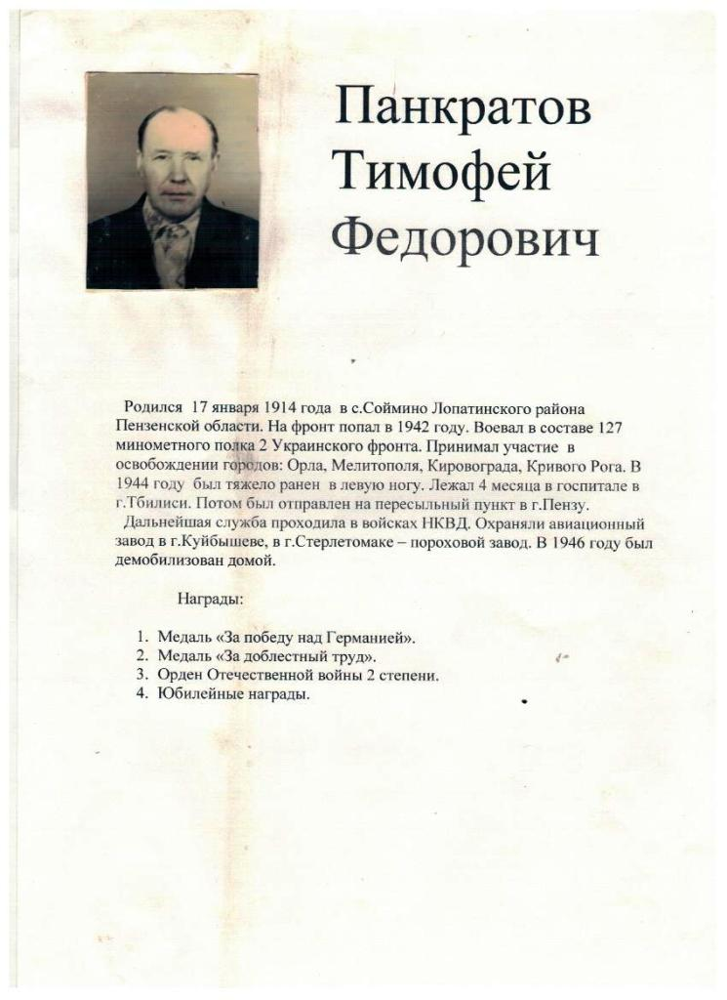 Панкратов
Тимофей
Федорович
Родился 17 января 1914 года в с.Соймино Лопатинского района
Пензенской области. На фронт попал в 1942 году. Воевал в составе 127
минометного полка 2 Украинского фронта. Принимал участие в
освобождении городов: Орла, Мелитополя, Кировограда, Кривого Рога. В
1944 году был тяжело ранен в левую ногу. Лежал 4 месяца в госпитале в
г.Тбилиси. Потом был отправлен на пересыльный пункт в г.Пензу.
Дальнейшая служба проходила в войсках НКВД. Охраняли авиационный
завод в г.Куйбышеве, в г.Стерлетомаке – пороховой завод. В 1946 году был
демобилизован домой.
Награды:
1. Медаль «За победу над Германией».
2. Медаль «За доблестный труд».
3. Орден Отечественной войны 2 степени.
4. Юбилейные награды.